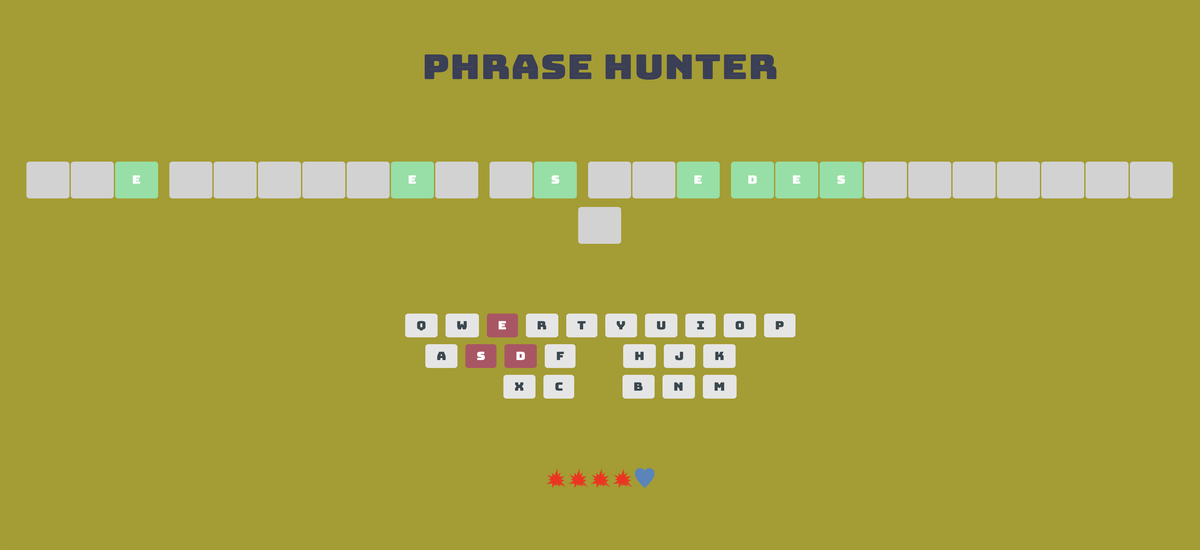 PHRASE HUNTER
E E S E DES
Q W E R T Y U I O P
A S D F H J K
X C B N M